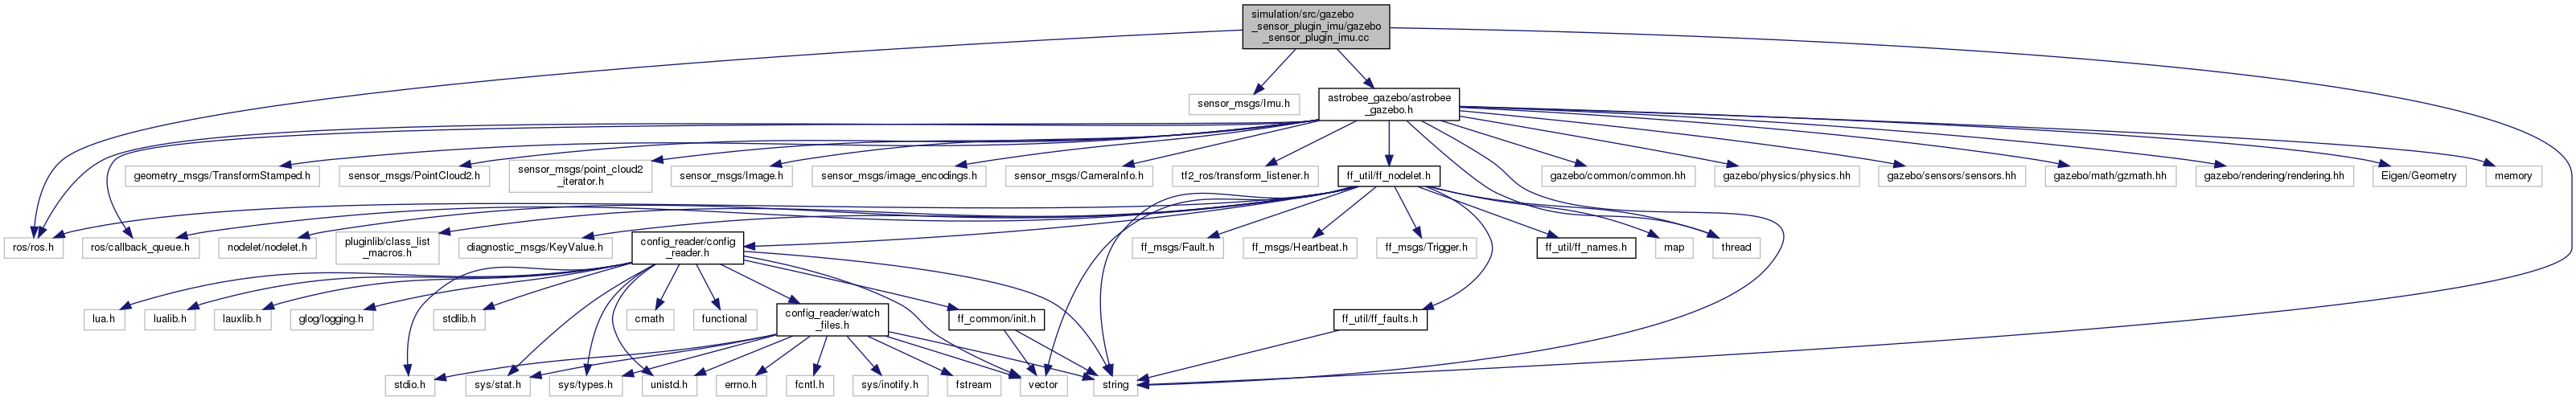 simulation/src/gazebo
_sensor_plugin_imu/gazebo
_sensor_plugin_imu.cc
sensor_msgs/Imu.h
astrobee_gazebo/astrobee
_gazebo.h
geometry_msgs/TransformStamped.h
sensor_msgs/PointCloud2.h
sensor_msgs/point_cloud2
_iterator.h
sensor_msgs/Image.h
sensor_msgs/image_encodings.h
sensor_msgs/CameraInfo.h
tf2_ros/transform_listener.h
ff_util/ff_nodelet.h
gazebo/common/common.hh
gazebo/physics/physics.hh
gazebo/sensors/sensors.hh
gazebo/math/gzmath.hh
gazebo/rendering/rendering.hh
Eigen/Geometry
memory
ros/ros.h
ros/callback_queue.h
nodelet/nodelet.h
pluginlib/class_list
_macros.h
diagnostic_msgs/KeyValue.h
config_reader/config
_reader.h
ff_msgs/Fault.h
ff_msgs/Heartbeat.h
ff_msgs/Trigger.h
ff_util/ff_names.h
map
thread
lua.h
lualib.h
lauxlib.h
glog/logging.h
stdlib.h
cmath
functional
config_reader/watch
_files.h
ff_common/init.h
ff_util/ff_faults.h
stdio.h
sys/stat.h
sys/types.h
unistd.h
errno.h
fcntl.h
sys/inotify.h
fstream
vector
string